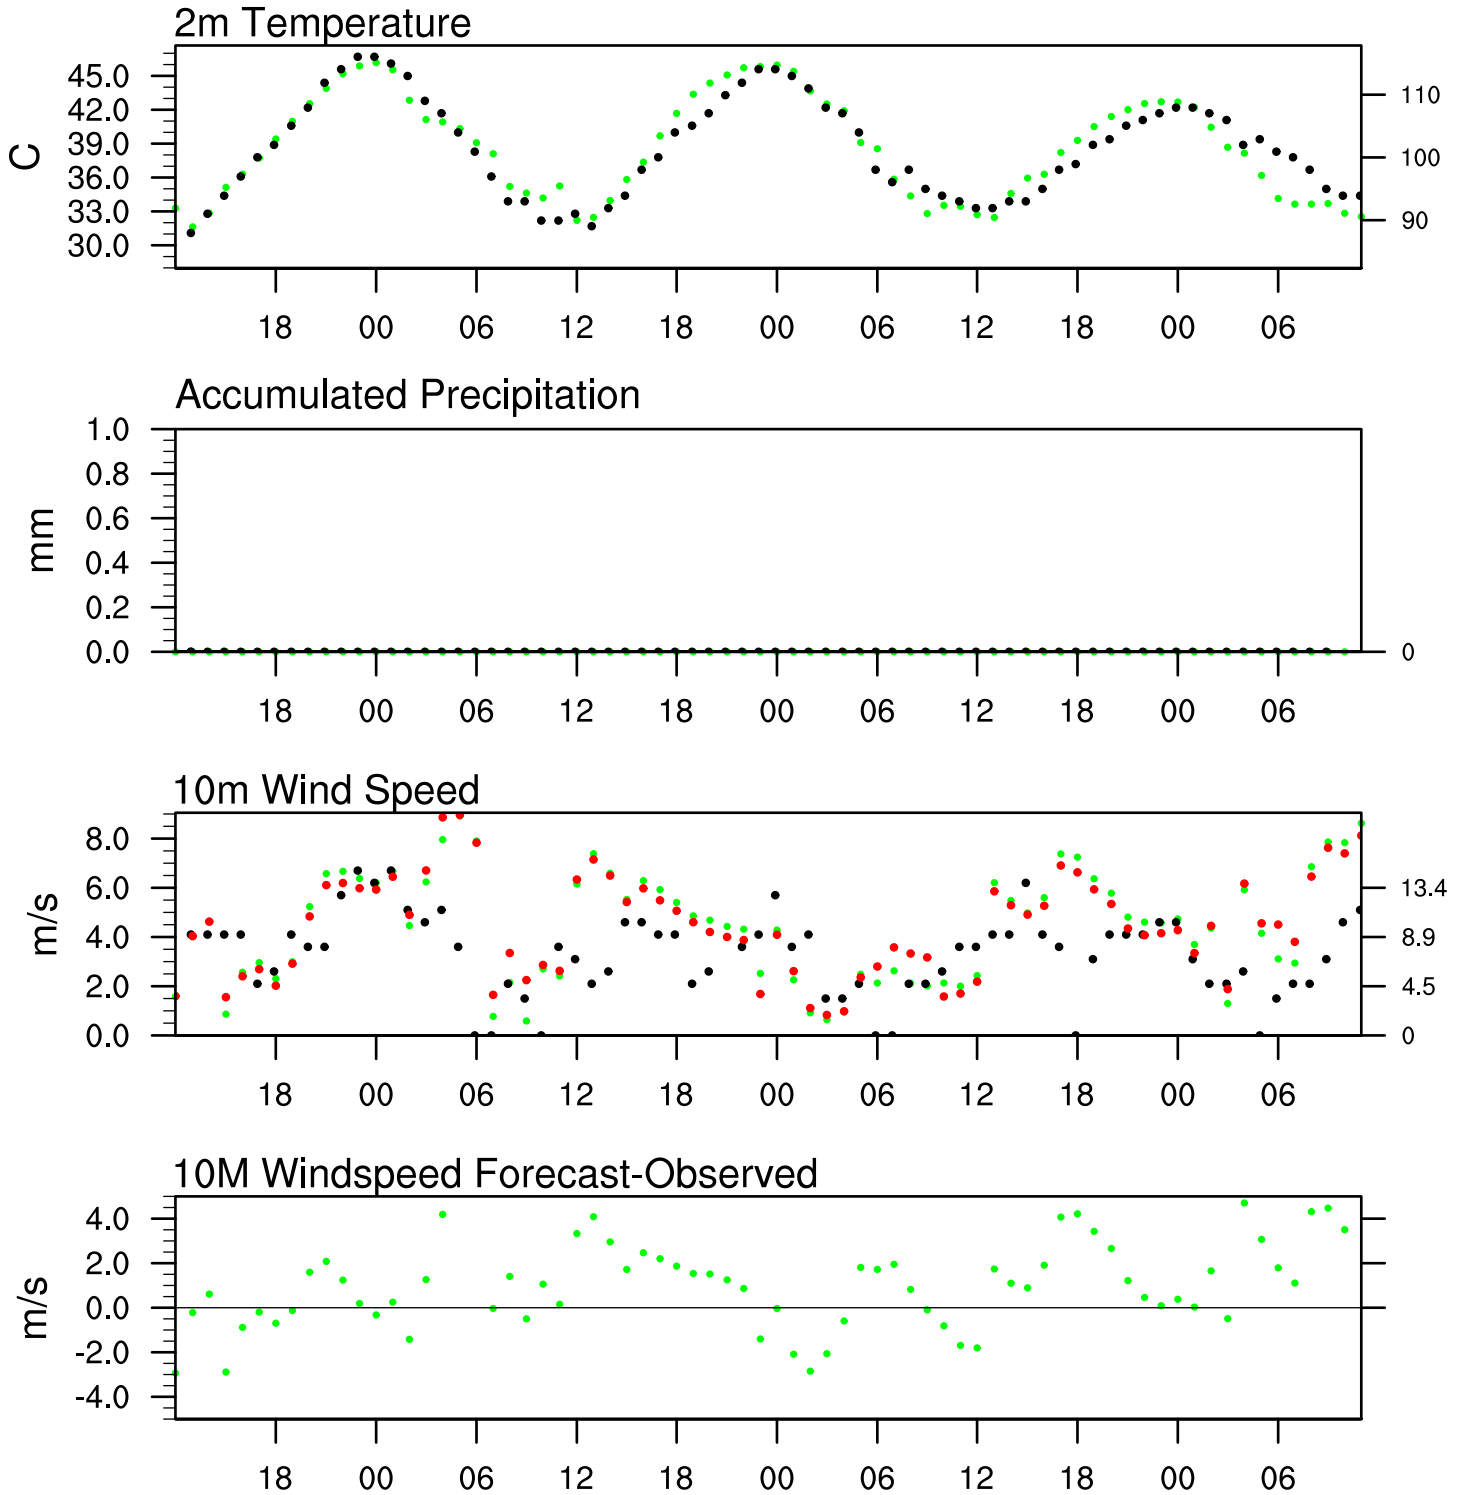 2m Temperature
45.0
42.0
39.0
36.0
33.0
30.0
C
110
100
90
18 00 06 12 18 00 06 12 18 00 06
Accumulated Precipitation
1.0
0.8
0.6
0.4
0.2
0.0
mm
0
18 00 06 12 18 00 06 12 18 00 06
10m Wind Speed
8.0
6.0
4.0
2.0
0.0
m/s
13.4
8.9
4.5
0
18 00 06 12 18 00 06 12 18 00 06
10M Windspeed Forecast-Observed
4.0
2.0
0.0
-2.0
-4.0
m/s
18 00 06 12 18 00 06 12 18 00 06